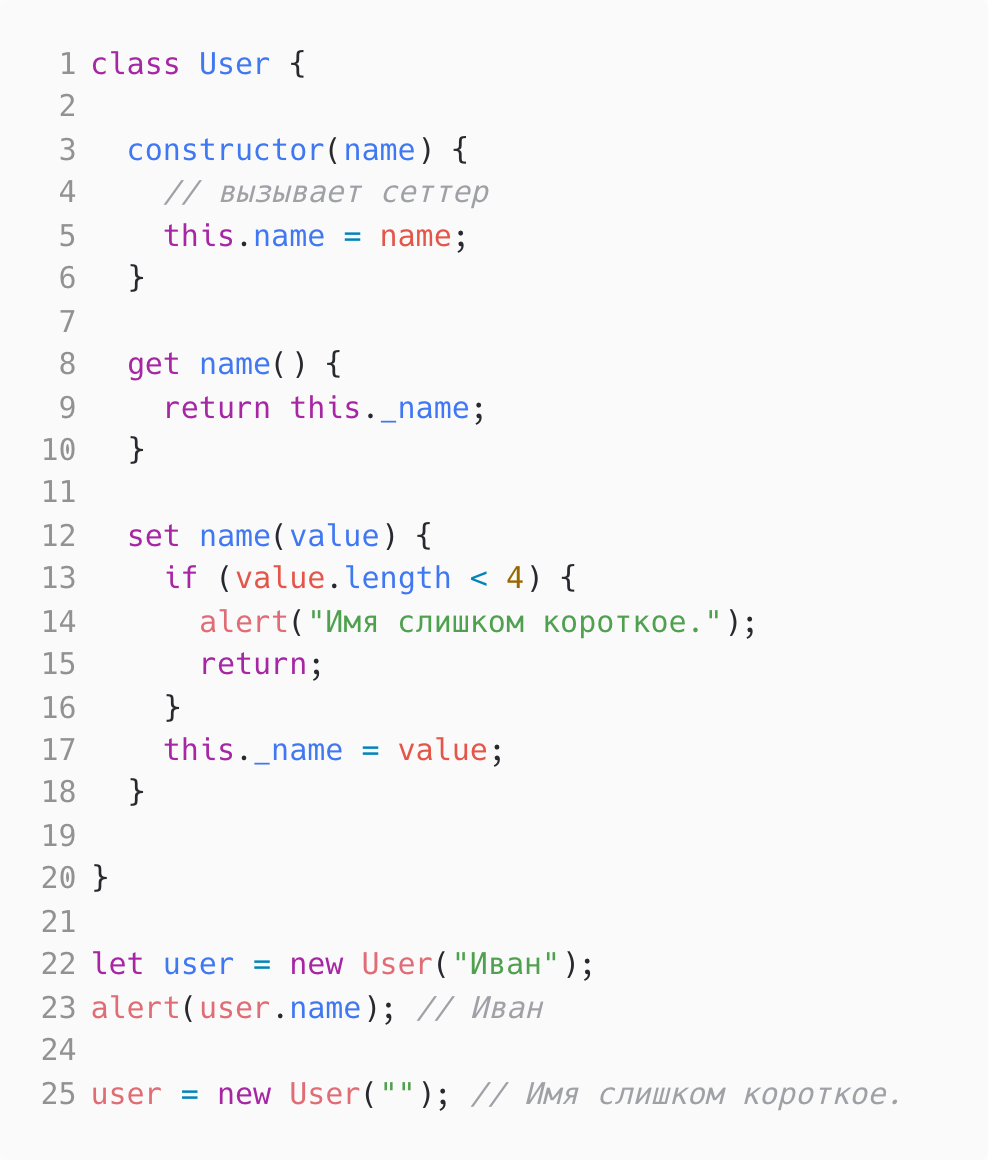 1 class User {
2
3   constructor(name) {
4     // вызывает сеттер
5     this.name = name;
6   }
7
8   get name() {
9     return this._name;
10   }
11
12   set name(value) {
13     if (value.length < 4) {
14       alert("Имя слишком короткое.");
15       return;
16     }
17     this._name = value;
18   }
19
20 }
21
22 let user = new User("Иван");
23 alert(user.name); // Иван
24
25 user = new User(""); // Имя слишком короткое.